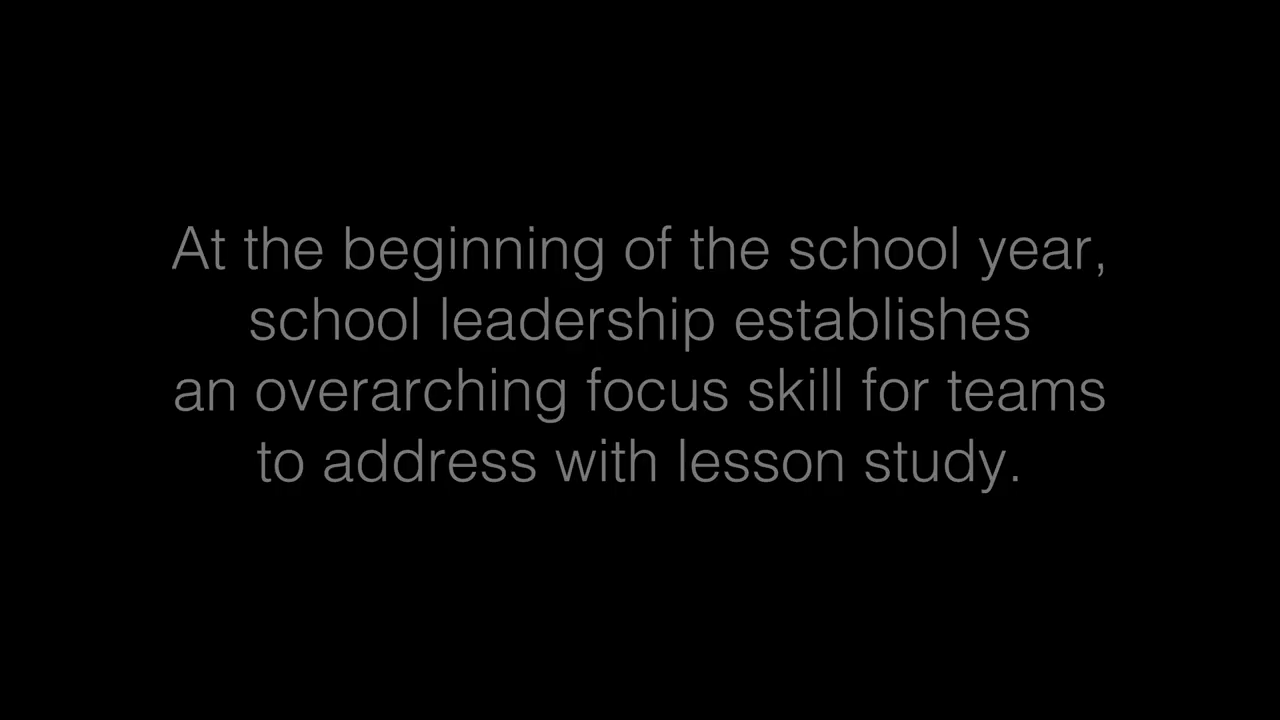 At the beginning of the school year,
school leadership establishes
an overarching focus skill for teams
to address with lesson study.